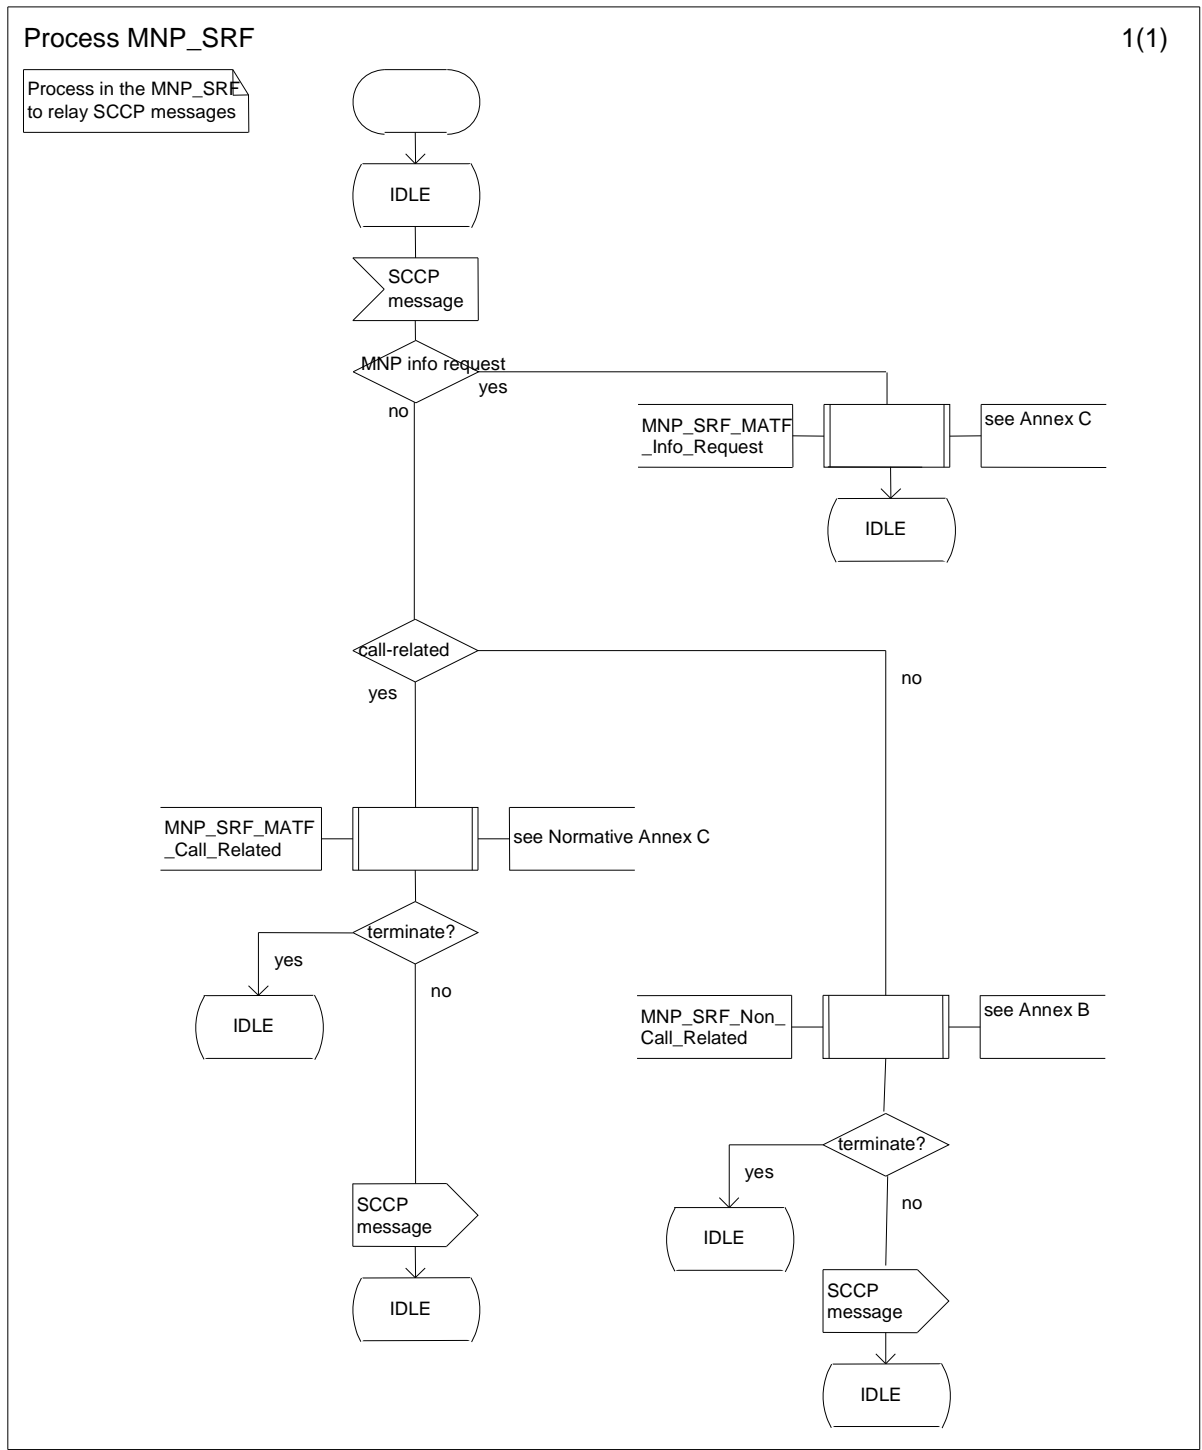 Process MNP_SRF
1(1)
Process in the MNP_SRF
to relay SCCP messages
IDLE
SCCP
message
MNP info request
yes
no
MNP_SRF_MATF
_Info_Request
see Annex C
IDLE
call-related
no
yes
MNP_SRF_MATF
_Call_Related
see Normative Annex C
terminate?
yes
no
IDLE
MNP_SRF_Non_
Call_Related
see Annex B
terminate?
yes
no
SCCP
message
IDLE
IDLE
SCCP
message
IDLE